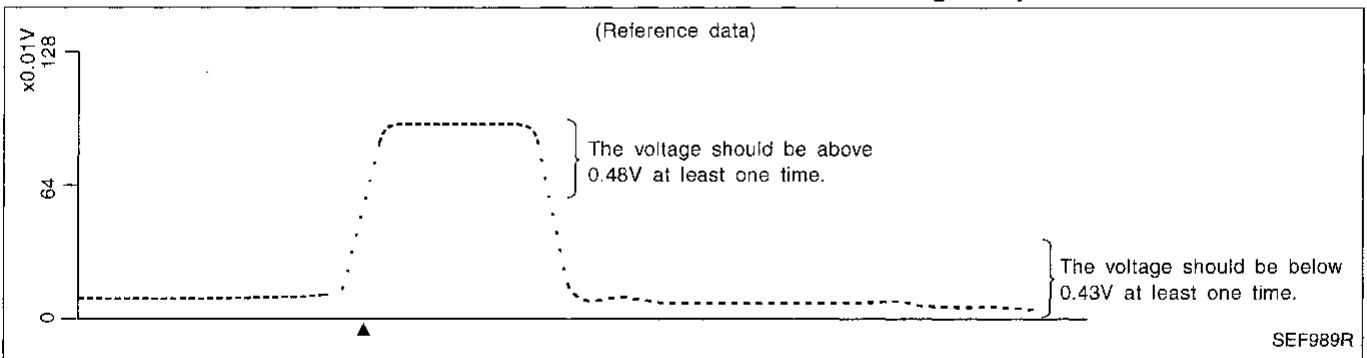 (Reference data)
x0.01V
128
64
0
The voltage should be above
0.48V at least one time.
The voltage should be below
0.43V at least one time.
SEF989R